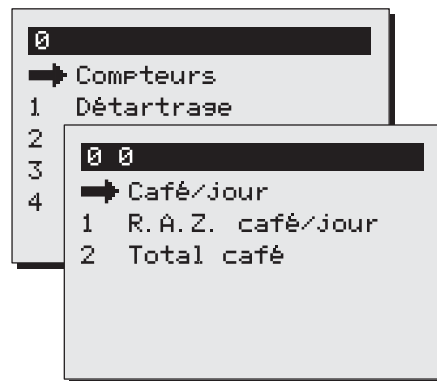 0
Compteurs
1 Détartrage
2
3
4
0 0
Café/jour
1 R.A.Z. café/jour
2 Total café